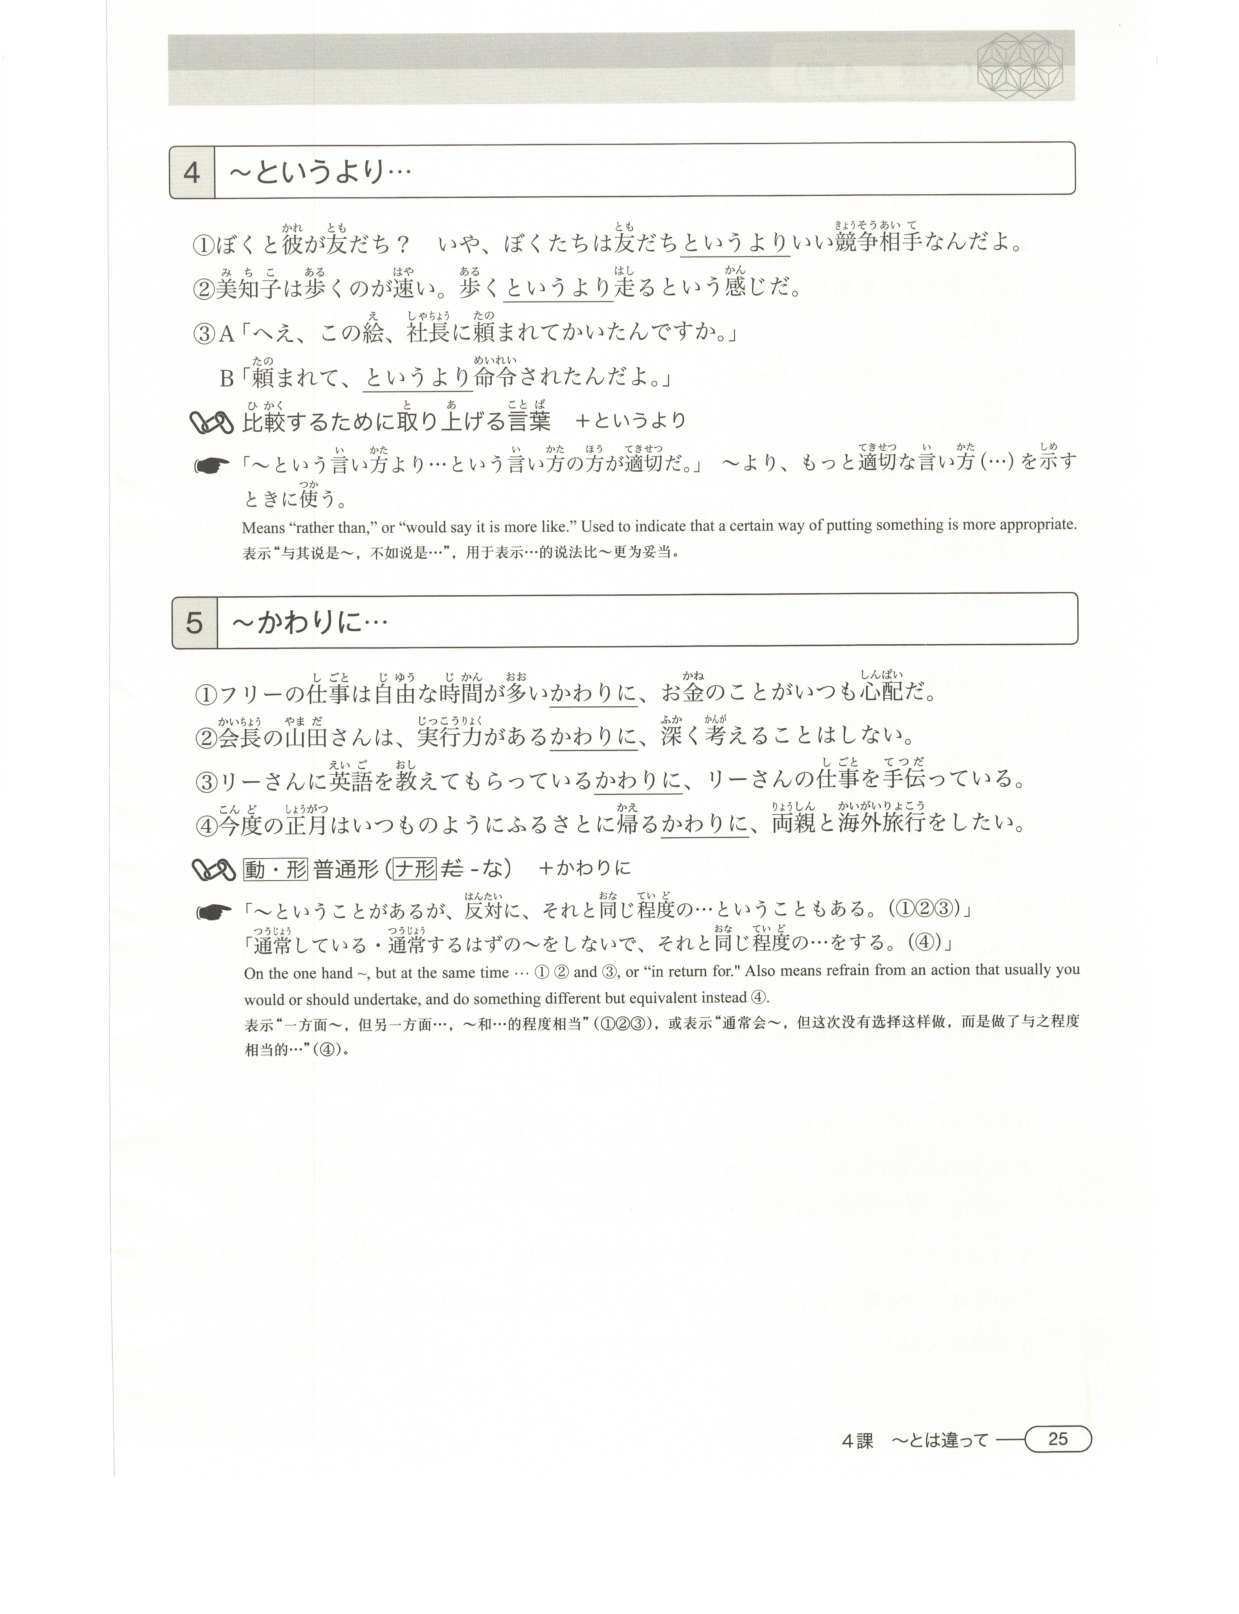 4 ～というより…
①ぼくと彼が友だち？　いや、ぼくたちは友だちというよりいい競争相手なんだよ。
②美知子は歩くのが速い。歩くというより走るという感じだ。
③A「へえ、この絵、社長に頼まれてかいたんですか。」
B「頼まれて、というより命令されたんだよ。」
比較するために取り上げる言葉　＋というより
「～という言い方より…という言い方の方が適切だ。」　～より、もっと適切な言い方(…)を示す
ときに使う。
Means “rather than,” or “would say it is more like.” Used to indicate that a certain way of putting something is more appropriate.
表示“与其说是～，不如说是…”，用于表示…的说法比～更为妥当。
5 ～かわりに…
①フリーの仕事は自由な時間が多いかわりに、お金のことがいつも心配だ。
②会長の山田さんは、実行力があるかわりに、深く考えることはしない。
③リーさんに英語を教えてもらっているかわりに、リーさんの仕事を手伝っている。
④今度の正月はいつものようにふるさとに帰るかわりに、両親と海外旅行をしたい。
動・形 普通形（ナ形だ -な）　＋かわりに
「～ということがあるが、反対に、それと同じ程度の…ということもある。(①②③)」
「通常している・通常するはずの～をしないで、それと同じ程度の…をする。(④)」
On the one hand ~, but at the same time … ① ② and ③, or “in return for." Also means refrain from an action that usually you
would or should undertake, and do something different but equivalent instead ④.
表示“一方面～，但另一方面…，～和…的程度相当”(①②③)，或表示“通常会～，但这次没有选择这样做，而是做了与之程度
相当的…”(④)。
4課　～とは違って 25